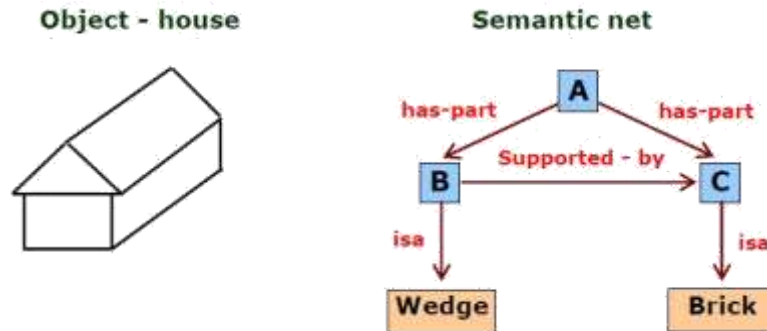 Object - house
Semantic net
A
has-part
has-part
Supported - by
B
C
isa
isa
Wedge
Brick